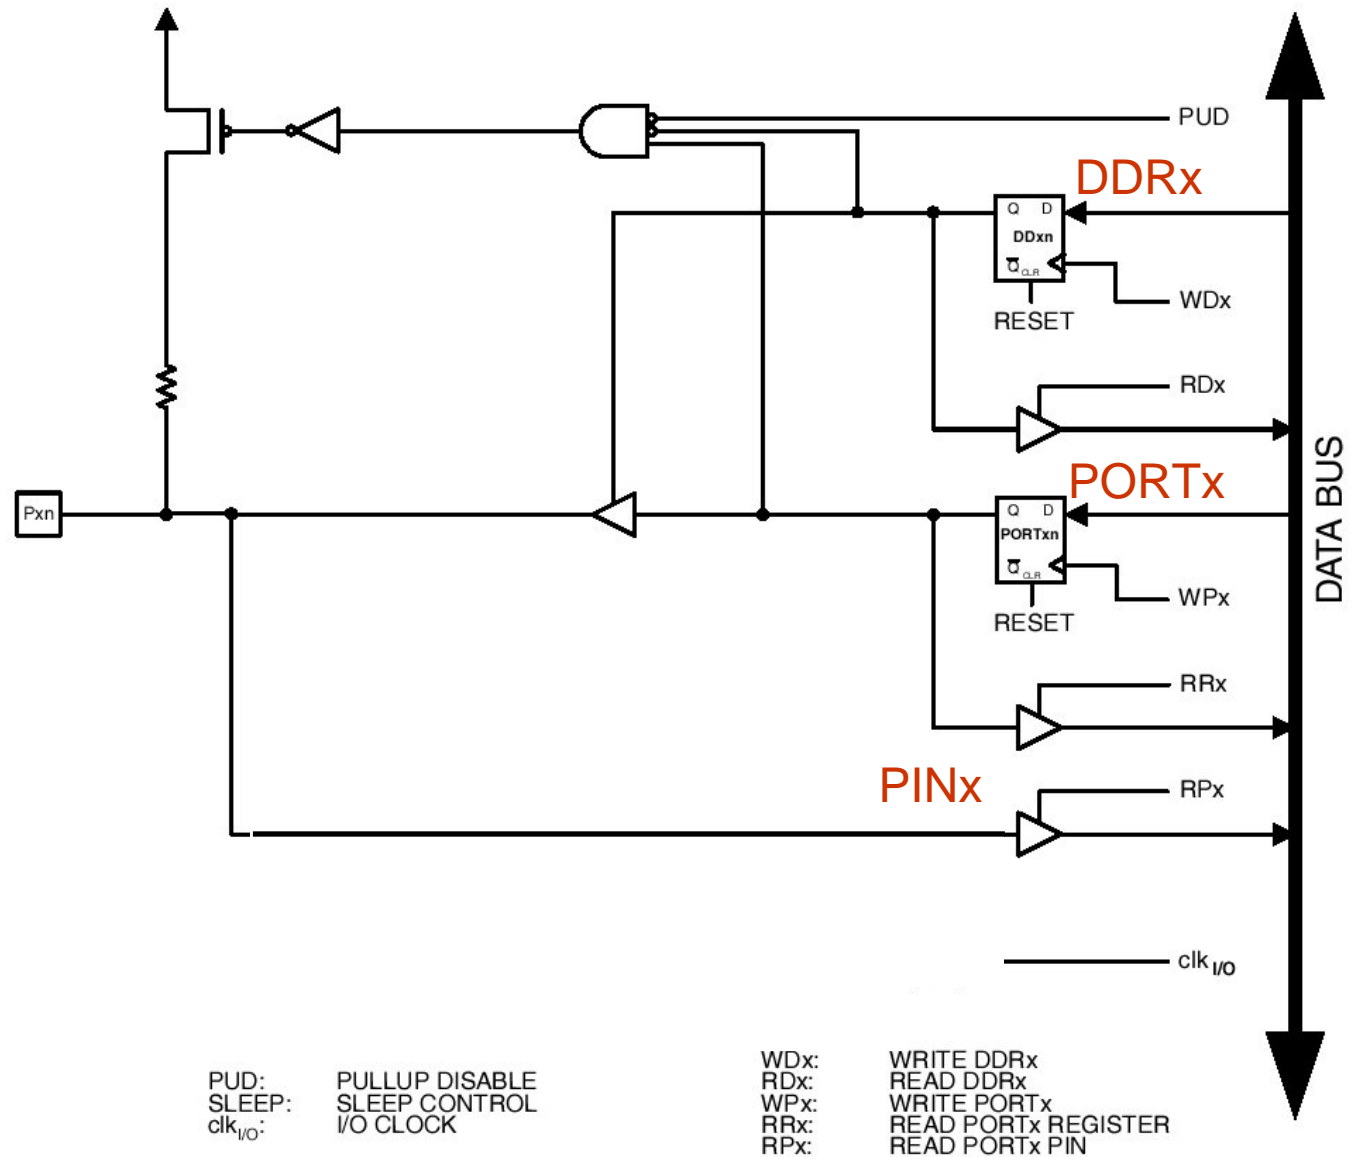 PUD
DDRx
Q D
DDxn
Q CLR
WDx
RESET
RDx
PORTx
DATA BUS
Pxn
Q D
PORTxn
Q CLR
WPx
RESET
RRx
PINx
RPx
clk I/O
PUD: PULLUP DISABLE
SLEEP: SLEEP CONTROL
clk I/O: I/O CLOCK
WDx: WRITE DDRx
RDx: READ DDRx
WPx: WRITE PORTx
RRx: READ PORTx REGISTER
RPx: READ PORTx PIN